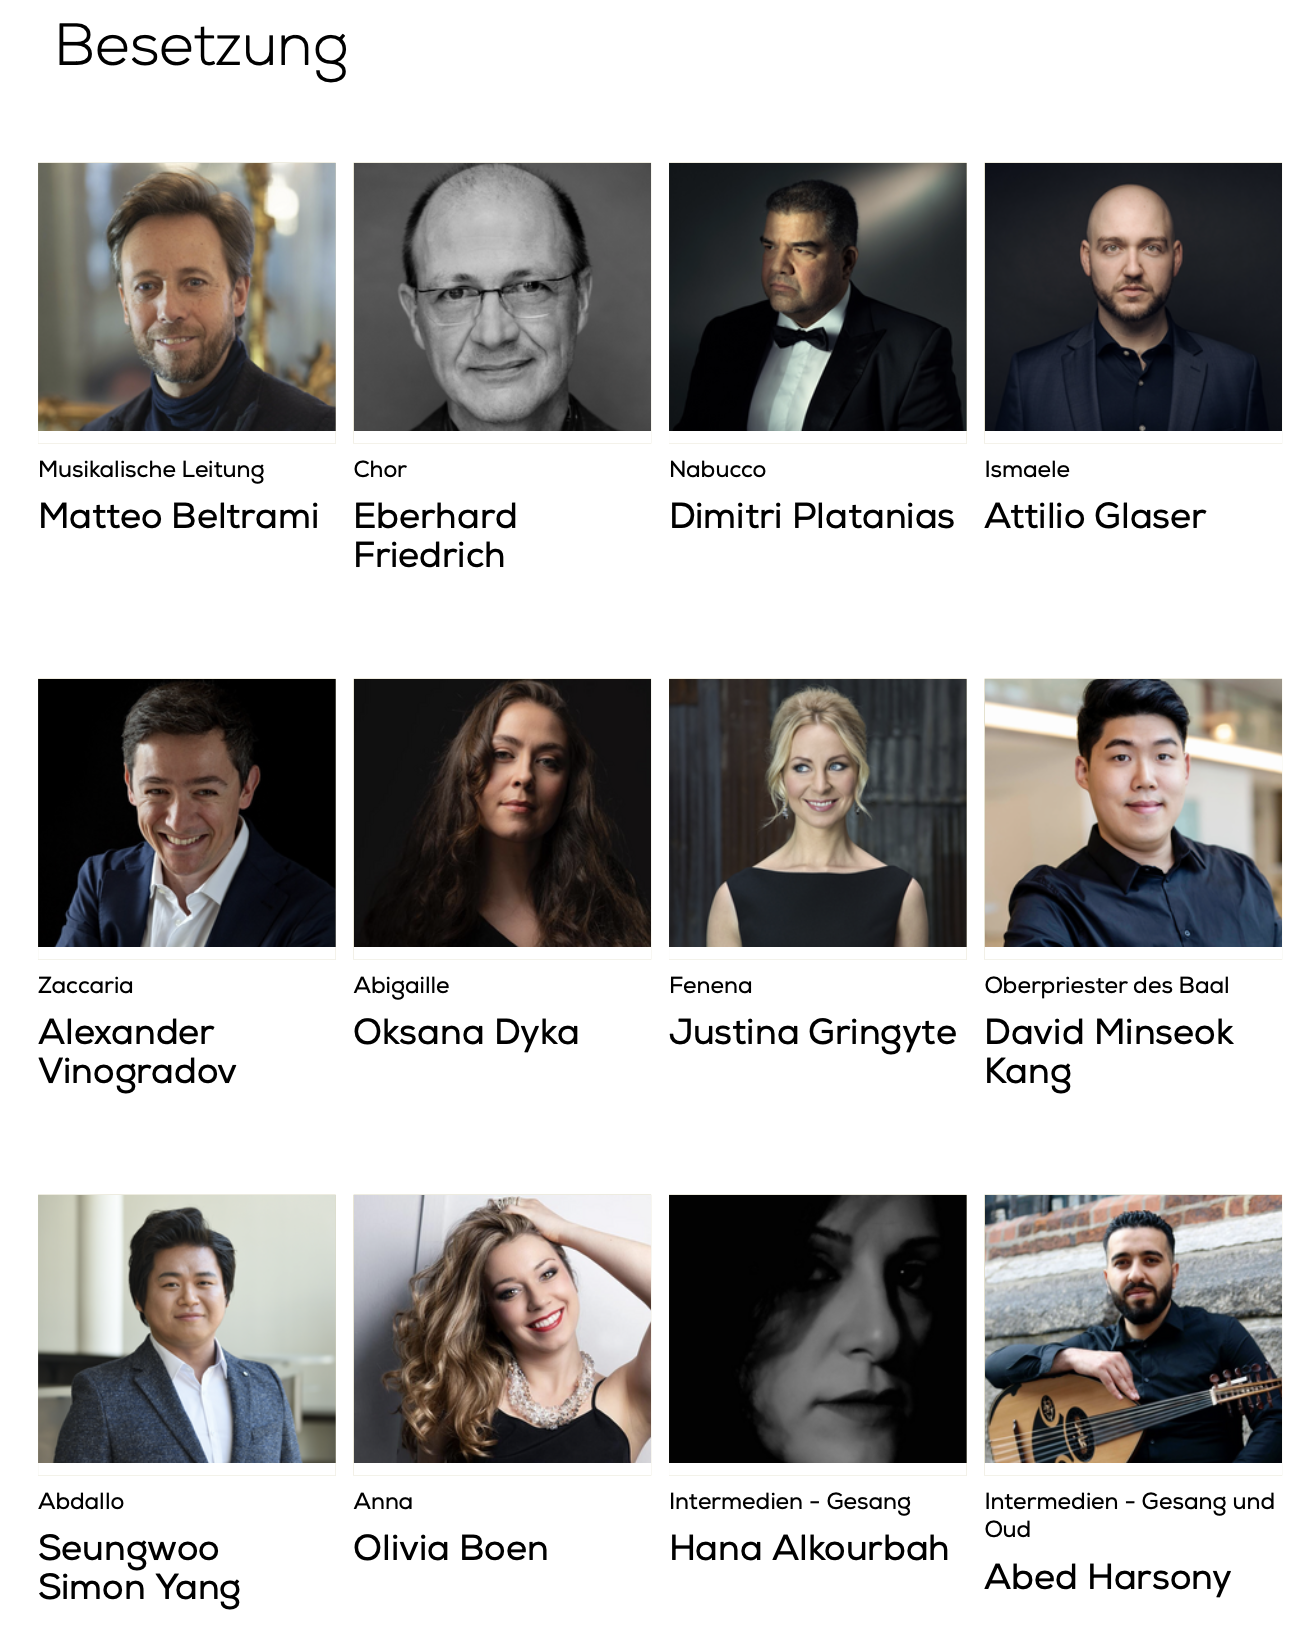 Besetzung
Musikalische Leitung
Matteo Beltrami
Chor
Eberhard
Friedrich
Nabucco
Dimitri Platanias
Ismaele
Attilio Glaser
Zaccaria
Alexander
Vinogradov
Abigaille
Oksana Dyka
Fenena
Justina Gringyte
Oberpriester des Baal
David Minseok
Kang
Abdallo
Seungwoo
Simon Yang
Anna
Olivia Boen
Intermedien - Gesang
Hana Alkourbah
Intermedien - Gesang und
Oud
Abed Harsony